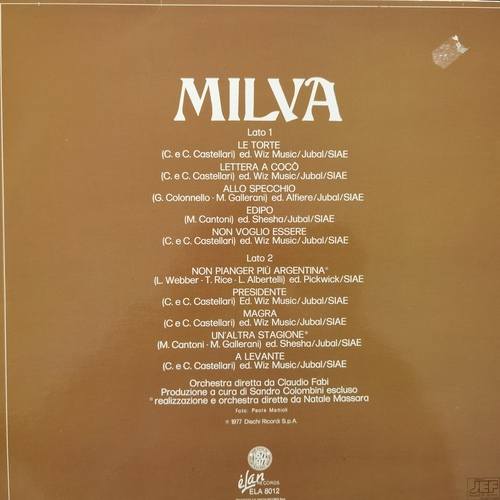 MILVA
Lato 1
LE TORTE
(C. e C. Castellari) ed. Wiz Music/Jubal/SIAE
LETTERA A COCÒ
(C. e C. Castellari) ed. Wiz Music/Jubal/SIAE
ALLO SPECCHIO
(G. Colonnello - M. Gallerani) ed. Alfiere/Jubal/SIAE
EDIPO
(M. Cantoni) ed. Shesha/Jubal/SIAE
NON VOGLIO ESSERE
(C. e C. Castellari) ed. Wiz Music/Jubal/SIAE
Lato 2
NON PIANGER PIÙ ARGENTINA*
(L. Webber - T. Rice - L. Albertelli) ed. Pickwick/SIAE
PRESIDENTE
(C. e C. Castellari) Ed. Wiz Music/Jubal/SIAE
MAGRA
(C. e C. Castellari) ed. Wiz Music/Jubal/SIAE
UN'ALTRA STAGIONE*
(M. Cantoni - M. Gallerani) ed. Shesha/Jubal/SIAE
A LEVANTE
(C. e C. Castellari) ed. Wiz Music/Jubal/SIAE
Orchestra diretta da Claudio Fabi
Produzione a cura di Sandro Colombini escluso
*realizzazione e orchestra dirette da Natale Massara
Foto: Paola Mattioli
℗ 1977 Dischi Ricordi S.p.A.
élan
RECORDS
ELA 8012
JEF